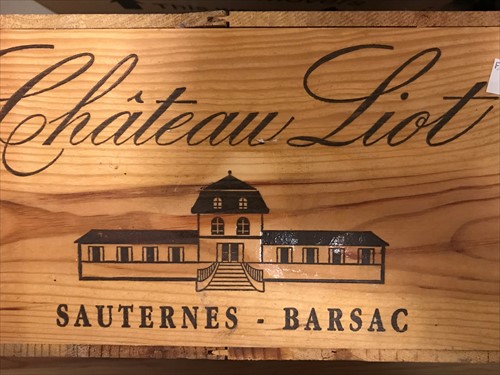 Château Liot
SAUTERNES - BARSAC